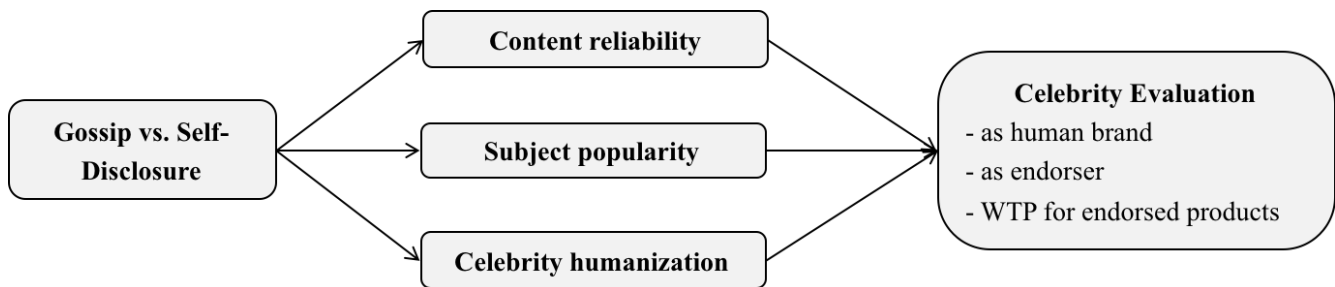 Content reliability
Gossip vs. Self-
Disclosure
Subject popularity
Celebrity humanization
Celebrity Evaluation
- as human brand
- as endorser
- WTP for endorsed products